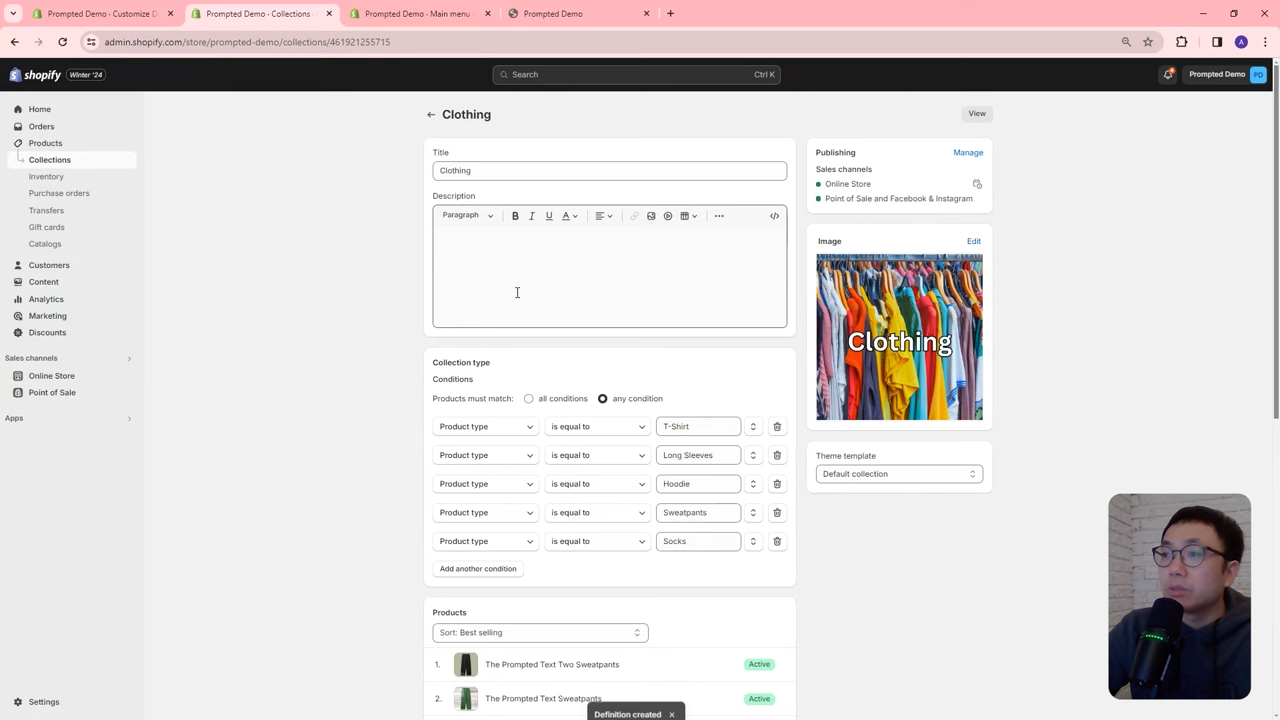 Prompted Demo · Customize D
Prompted Demo · Collections ·
Prompted Demo · Main menu ·
Prompted Demo
admin.shopify.com/store/prompted-demo/collections/461921255715
shopify
Winter '24
Search
Ctrl K
Prompted Demo
PD
A
Home
Orders
Products
Collections
Inventory
Purchase orders
Transfers
Gift cards
Catalogs
Customers
Content
Analytics
Marketing
Discounts
Sales channels
Online Store
Point of Sale
Apps
Settings
Clothing
View
Title
Clothing
Description
Paragraph
B I U A
Collection type
Conditions
Products must match: all conditions any condition
Product type is equal to T-Shirt
Product type is equal to Long Sleeves
Product type is equal to Hoodie
Product type is equal to Sweatpants
Product type is equal to Socks
Add another condition
Products
Sort: Best selling
1. The Prompted Text Two Sweatpants Active
2. The Prompted Text Sweatpants Active
Definition created
Publishing
Manage
Sales channels
Online Store
Point of Sale and Facebook & Instagram
Image
Edit
Clothing
Theme template
Default collection